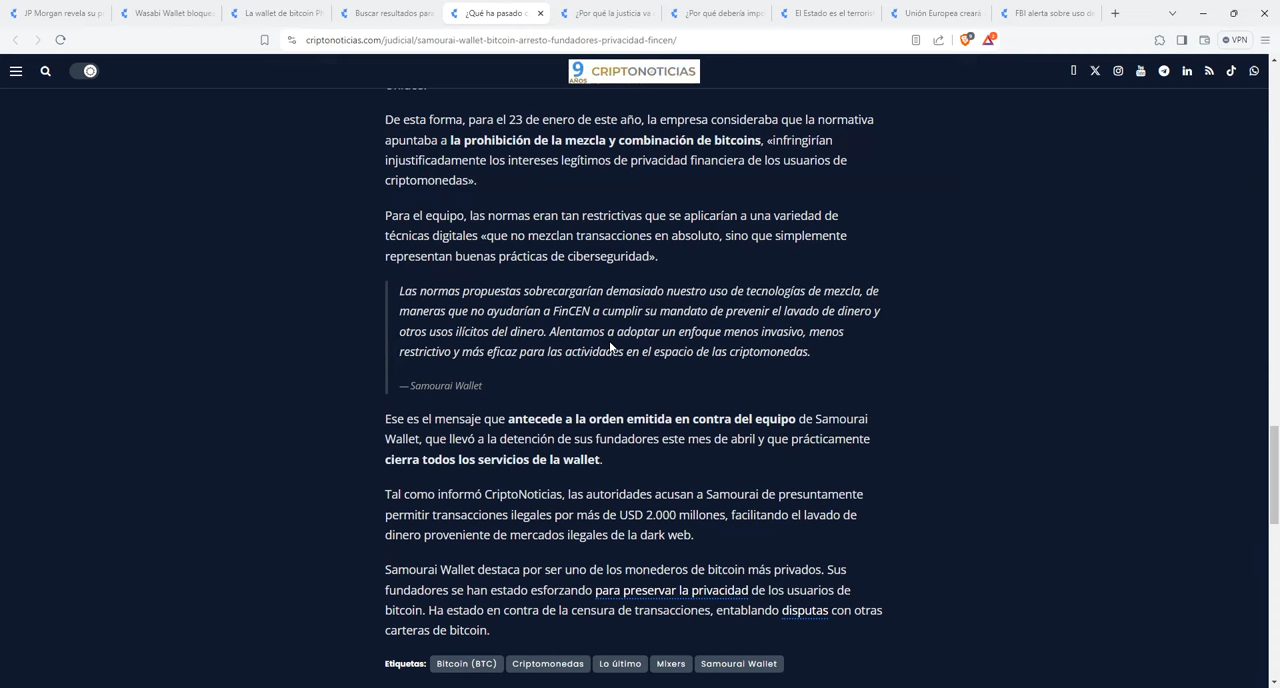 JP Morgan revela su p
Wasabi Wallet bloque
La wallet de bitcoin Ph
Buscar resultados para
¿Qué ha pasado c
¿Por qué la justicia va
¿Por qué debería impo
El Estado es el terroris
Unión Europea creará
FBI alerta sobre uso de
criptonoticias.com/judicial/samourai-wallet-bitcoin-arresto-fundadores-privacidad-fincen/
VPN
9 AÑOS CRIPTONOTICIAS
De esta forma, para el 23 de enero de este año, la empresa consideraba que la normativa
apuntaba a la prohibición de la mezcla y combinación de bitcoins, «infringirían
injustificadamente los intereses legítimos de privacidad financiera de los usuarios de
criptomonedas».
Para el equipo, las normas eran tan restrictivas que se aplicarían a una variedad de
técnicas digitales «que no mezclan transacciones en absoluto, sino que simplemente
representan buenas prácticas de ciberseguridad».
Las normas propuestas sobrecargarían demasiado nuestro uso de tecnologías de mezcla, de
maneras que no ayudarían a FinCEN a cumplir su mandato de prevenir el lavado de dinero y
otros usos ilícitos del dinero. Alentamos a adoptar un enfoque menos invasivo, menos
restrictivo y más eficaz para las actividades en el espacio de las criptomonedas.
— Samourai Wallet
Ese es el mensaje que antecede a la orden emitida en contra del equipo de Samourai
Wallet, que llevó a la detención de sus fundadores este mes de abril y que prácticamente
cierra todos los servicios de la wallet.
Tal como informó CriptoNoticias, las autoridades acusan a Samourai de presuntamente
permitir transacciones ilegales por más de USD 2.000 millones, facilitando el lavado de
dinero proveniente de mercados ilegales de la dark web.
Samourai Wallet destaca por ser uno de los monederos de bitcoin más privados. Sus
fundadores se han estado esforzando para preservar la privacidad de los usuarios de
bitcoin. Ha estado en contra de la censura de transacciones, entablando disputas con otras
carteras de bitcoin.
Etiquetas: Bitcoin (BTC) Criptomonedas Lo último Mixers Samourai Wallet